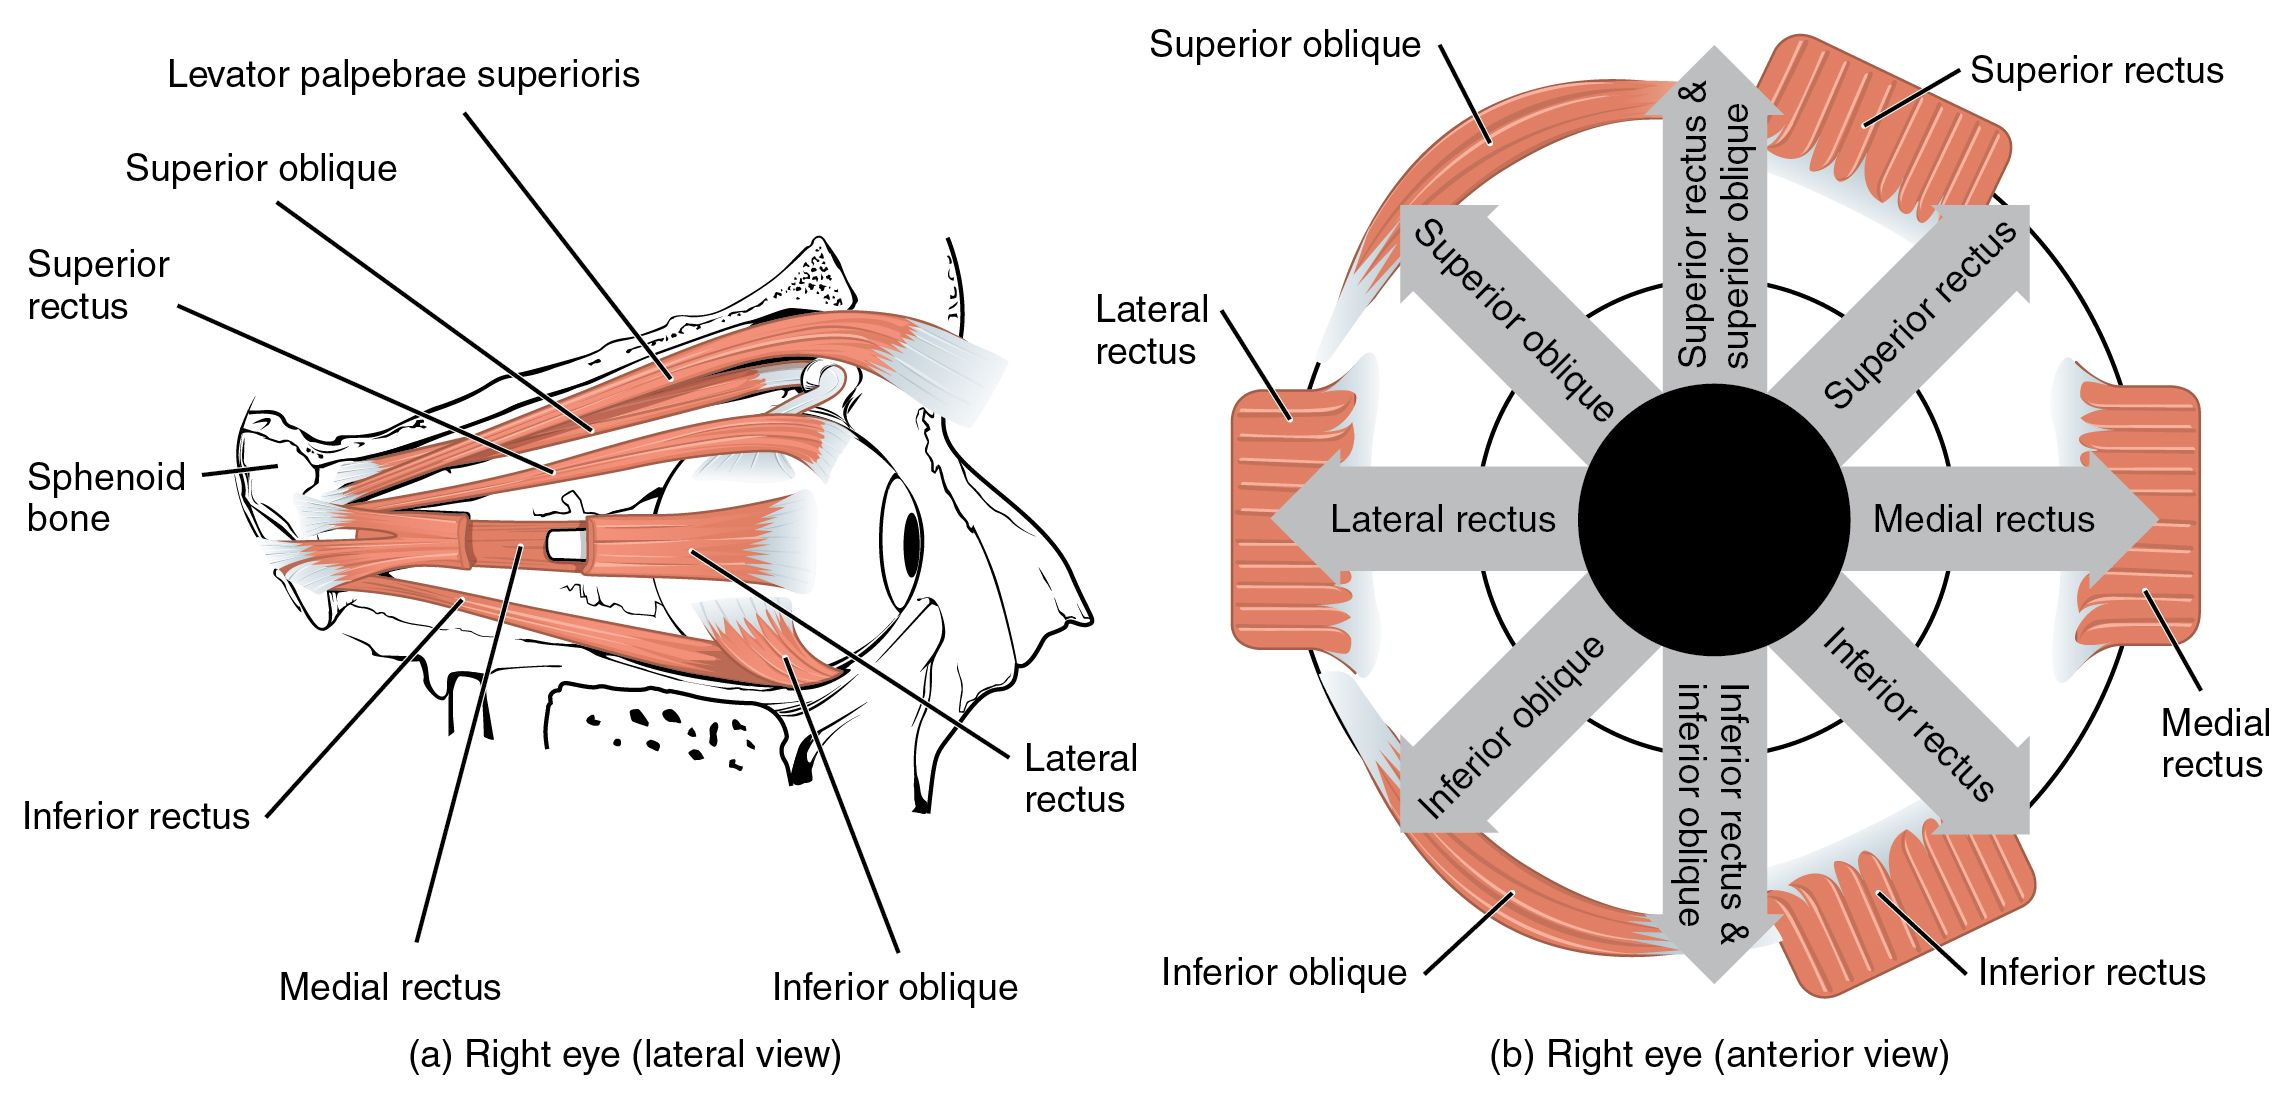 Levator palpebrae superioris
Superior oblique
Superior
rectus
Sphenoid
bone
Inferior rectus
Medial rectus
Inferior oblique
Lateral
rectus
(a) Right eye (lateral view)
Superior oblique
Superior rectus
Lateral
rectus
Medial
rectus
Inferior oblique
Inferior rectus
Superior rectus &
superior oblique
Superior oblique
Superior rectus
Lateral rectus
Medial rectus
Inferior oblique
Inferior rectus &
inferior oblique
Inferior rectus
(b) Right eye (anterior view)